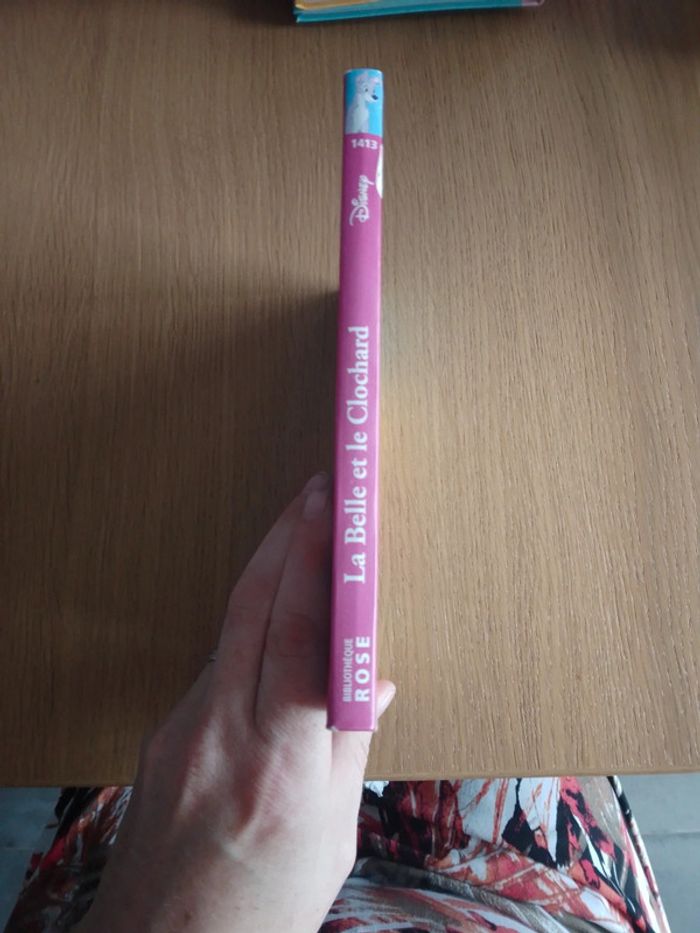 1413
Disney
La Belle et le Clochard
BIBLIOTHÈQUE
ROSE